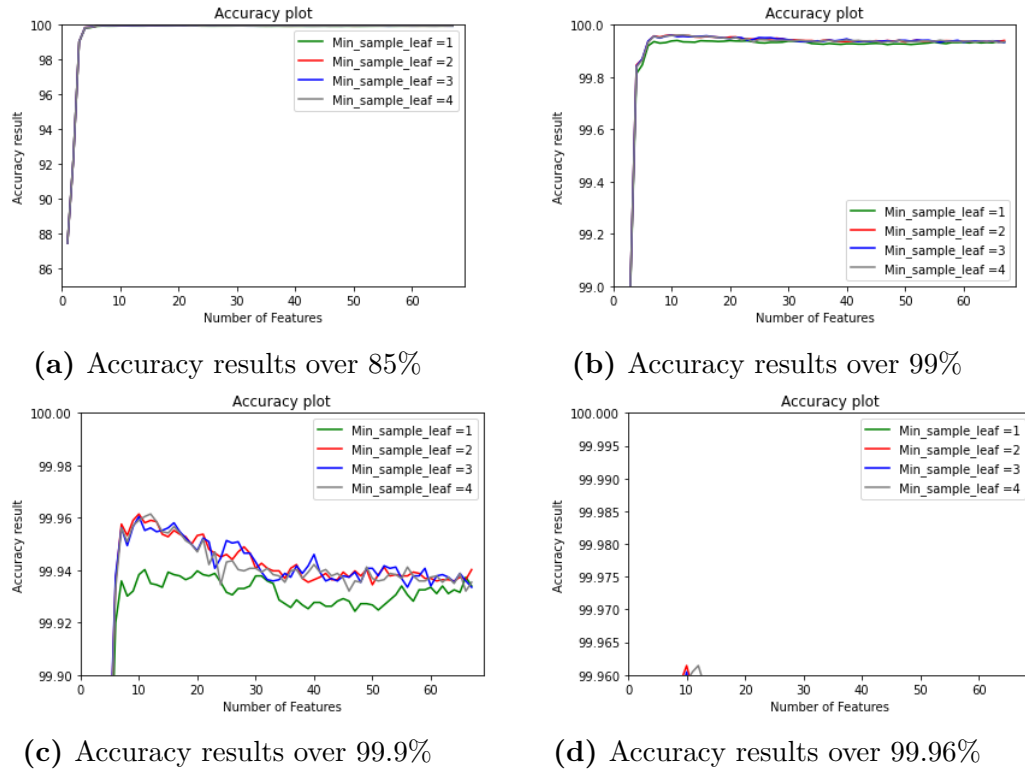 Accuracy plot
100
98
96
94
92
90
88
86
Accuracy result
0 10 20 30 40 50 60
Number of Features
Min_sample_leaf =1
Min_sample_leaf =2
Min_sample_leaf =3
Min_sample_leaf =4
(a) Accuracy results over 85%
Accuracy plot
100.0
99.8
99.6
99.4
99.2
99.0
Accuracy result
0 10 20 30 40 50 60
Number of Features
Min_sample_leaf =1
Min_sample_leaf =2
Min_sample_leaf =3
Min_sample_leaf =4
(b) Accuracy results over 99%
Accuracy plot
100.00
99.98
99.96
99.94
99.92
99.90
Accuracy result
0 10 20 30 40 50 60
Number of Features
Min_sample_leaf =1
Min_sample_leaf =2
Min_sample_leaf =3
Min_sample_leaf =4
(c) Accuracy results over 99.9%
Accuracy plot
100.000
99.995
99.990
99.985
99.980
99.975
99.970
99.965
99.960
Accuracy result
0 10 20 30 40 50 60
Number of Features
Min_sample_leaf =1
Min_sample_leaf =2
Min_sample_leaf =3
Min_sample_leaf =4
(d) Accuracy results over 99.96%